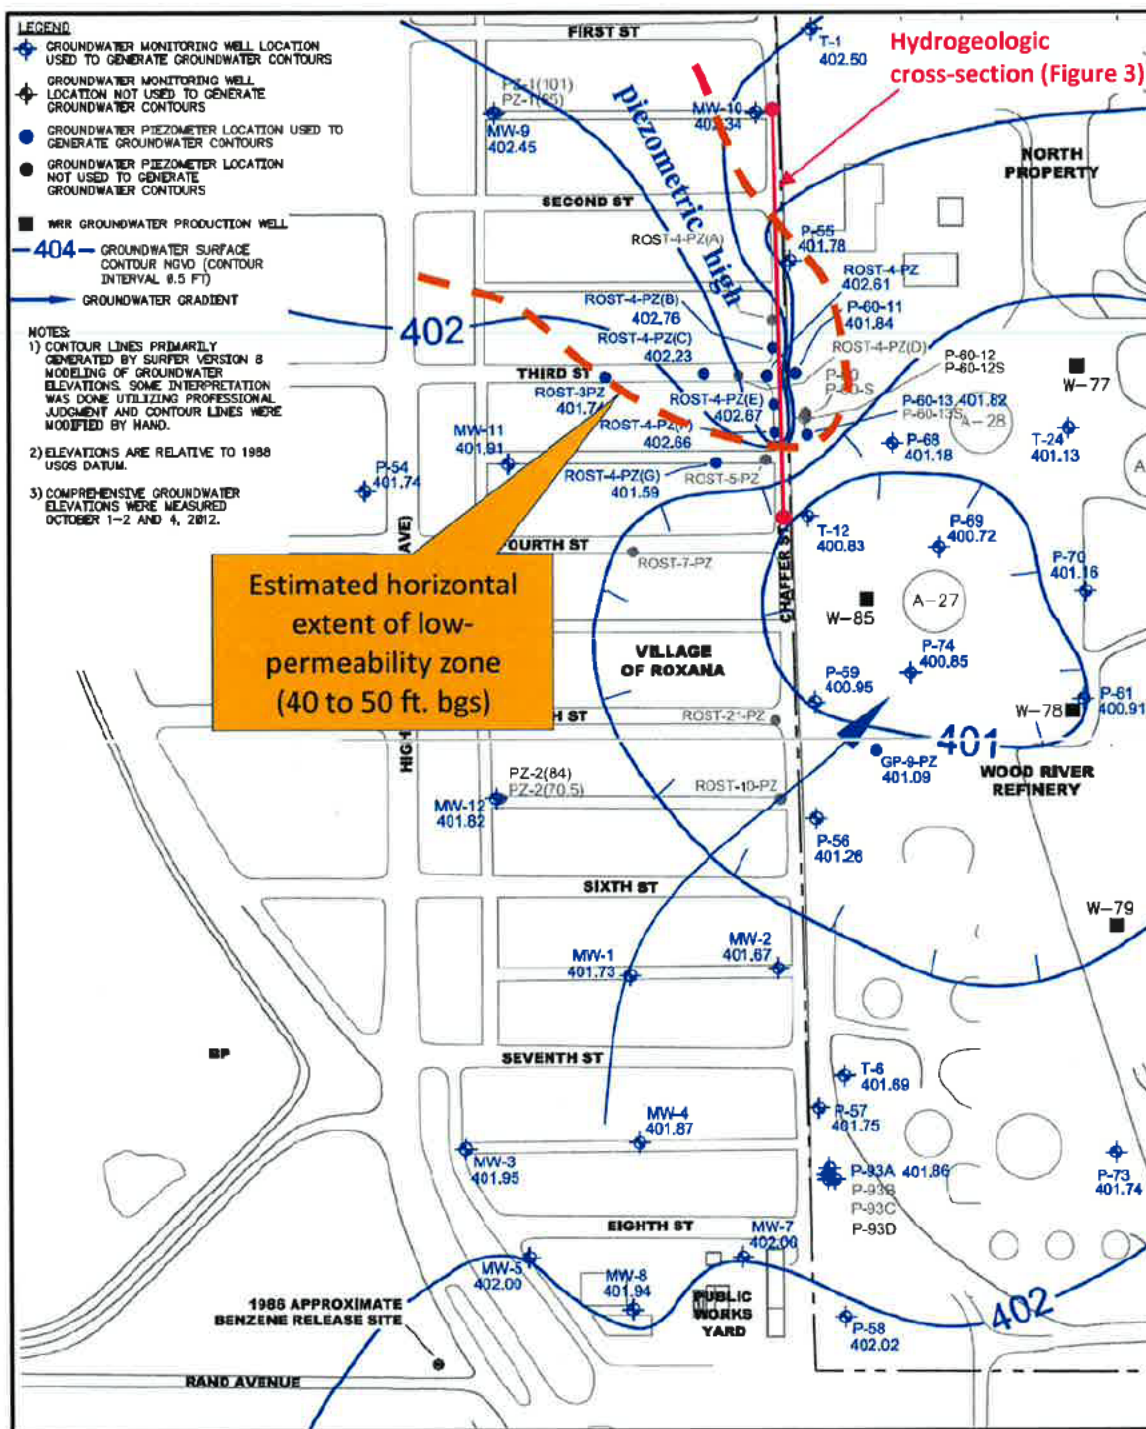 LEGEND
GROUNDWATER MONITORING WELL LOCATION
USED TO GENERATE GROUNDWATER CONTOURS
GROUNDWATER MONITORING WELL
LOCATION NOT USED TO GENERATE
GROUNDWATER CONTOURS
GROUNDWATER PIEZOMETER LOCATION USED TO
GENERATE GROUNDWATER CONTOURS
GROUNDWATER PIEZOMETER LOCATION
NOT USED TO GENERATE
GROUNDWATER CONTOURS
WRR GROUNDWATER PRODUCTION WELL
404 GROUNDWATER SURFACE
CONTOUR NGVD (CONTOUR
INTERVAL 0.5 FT)
GROUNDWATER GRADIENT
NOTES:
1) CONTOUR LINES PRIMARILY
GENERATED BY SURFER VERSION 8
MODELING OF GROUNDWATER
ELEVATIONS. SOME INTERPRETATION
WAS DONE UTILIZING PROFESSIONAL
JUDGMENT AND CONTOUR LINES WERE
MODIFIED BY HAND.
2) ELEVATIONS ARE RELATIVE TO 1988
USGS DATUM.
3) COMPREHENSIVE GROUNDWATER
ELEVATIONS WERE MEASURED
OCTOBER 1-2 AND 4, 2012.
FIRST ST
T-1
402.50
Hydrogeologic
cross-section (Figure 3)
PZ-1(101)
MW-9
402.45
MW-10
402.34
piezometric high
NORTH
PROPERTY
SECOND ST
P-55
401.78
ROST-4-PZ(A)
ROST-4-PZ
402.61
ROST-4-PZ(B)
402.76
P-60-11
401.84
402
ROST-4-PZ(C)
402.23
ROST-4-PZ(D)
P-60-12
P-60-12S
THIRD ST
W-77
ROST-3PZ
ROST-4-PZ(E)
402.67
P-60-13 401.62
P-60-13S
A-28
ROST-4-PZ(F)
402.66
MW-11
401.91
P-68
401.18
T-24
401.13
P-54
401.74
ROST-4-PZ(G)
401.59
ROST-5-PZ
T-12
400.83
P-69
400.72
FOURTH ST
ROST-7-PZ
P-70
401.16
CHAFFER ST
A-27
W-85
Estimated horizontal
extent of low-
permeability zone
(40 to 50 ft. bgs)
VILLAGE
OF ROXANA
P-74
400.85
P-59
400.95
P-61
400.91
W-78
ROST-21-PZ
401
GP-9-PZ
401.09
WOOD RIVER
REFINERY
PZ-2(84)
PZ-2(70.5)
ROST-10-PZ
MW-12
401.82
P-56
401.26
SIXTH ST
W-79
MW-1
401.73
MW-2
401.67
BP
SEVENTH ST
T-6
401.69
P-57
401.75
MW-4
401.87
MW-3
401.95
P-93A 401.86
P-93B
P-93C
P-93D
P-73
401.74
EIGHTH ST
MW-7
402.00
MW-5
402.00
MW-8
401.94
PUBLIC
WORKS
YARD
402
1986 APPROXIMATE
BENZENE RELEASE SITE
P-58
402.02
RAND AVENUE